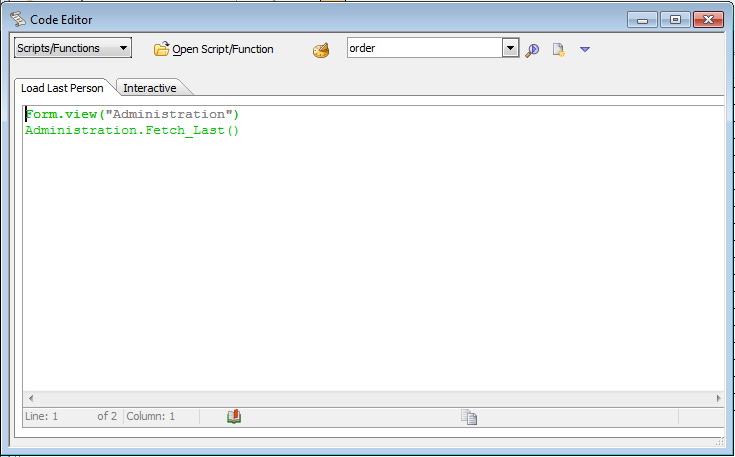 Code Editor
Scripts/Functions
Open Script/Function
order
Load Last Person
Interactive
Form.view("Administration")
Administration.Fetch_Last()
Line: 1 of 2 Column: 1